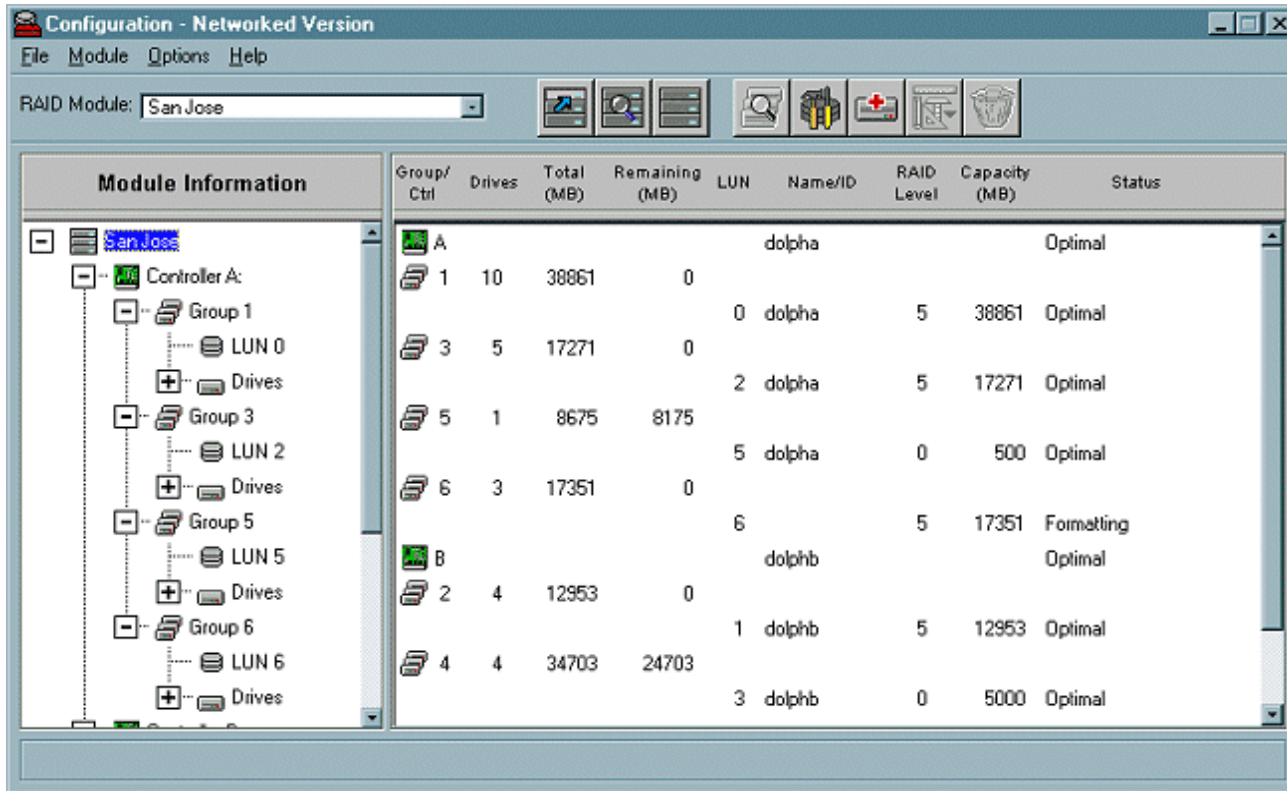 Configuration - Networked Version
File Module Options Help
RAID Module: San Jose
Module Information
Group/ Ctrl Drives Total (MB) Remaining (MB) LUN Name/ID RAID Level Capacity (MB) Status
San Jose
Controller A:
Group 1
LUN 0
Drives
Group 3
LUN 2
Drives
Group 5
LUN 5
Drives
Group 6
LUN 6
Drives
A dolpha Optimal
1 10 38861 0
0 dolpha 5 38861 Optimal
3 5 17271 0
2 dolpha 5 17271 Optimal
5 1 8675 8175
5 dolpha 0 500 Optimal
6 3 17351 0
6 5 17351 Formatting
B dolphb Optimal
2 4 12953 0
1 dolphb 5 12953 Optimal
4 4 34703 24703
3 dolphb 0 5000 Optimal